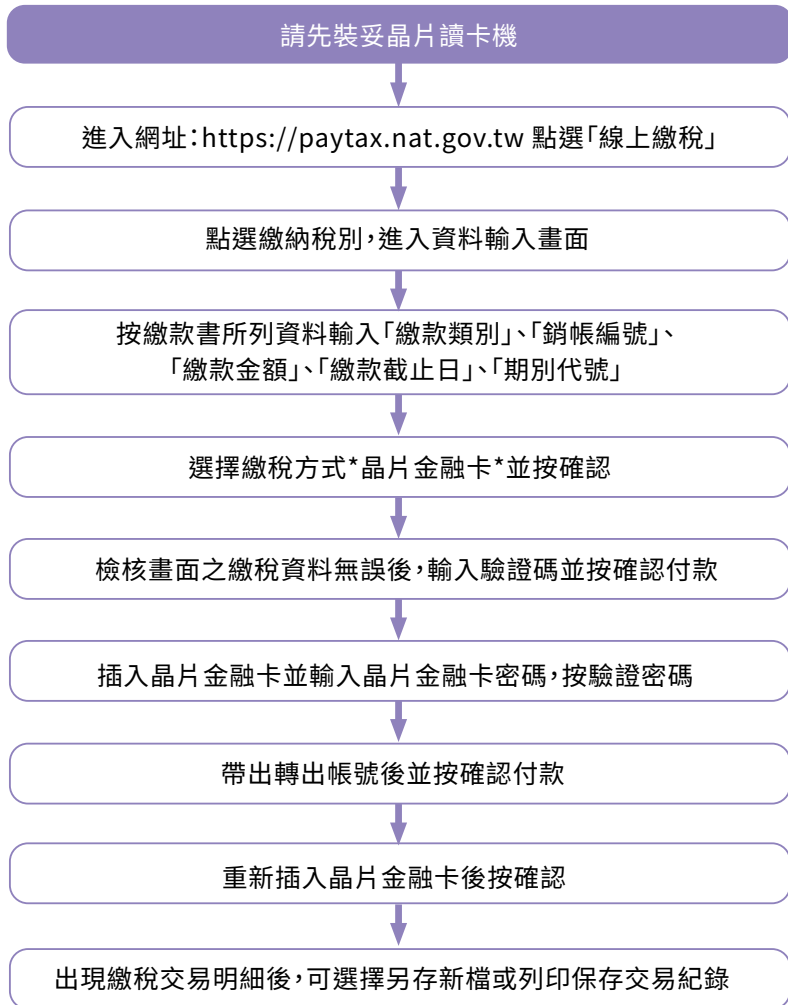 請先裝妥晶片讀卡機
進入網址：https://paytax.nat.gov.tw 點選「線上繳稅」
點選繳納稅別，進入資料輸入畫面
按繳款書所列資料輸入「繳款類別」、「銷帳編號」、
「繳款金額」、「繳款截止日」、「期別代號」
選擇繳稅方式*晶片金融卡*並按確認
檢核畫面之繳稅資料無誤後，輸入驗證碼並按確認付款
插入晶片金融卡並輸入晶片金融卡密碼，按驗證密碼
帶出轉出帳號後並按確認付款
重新插入晶片金融卡後按確認
出現繳稅交易明細後，可選擇另存新檔或列印保存交易紀錄